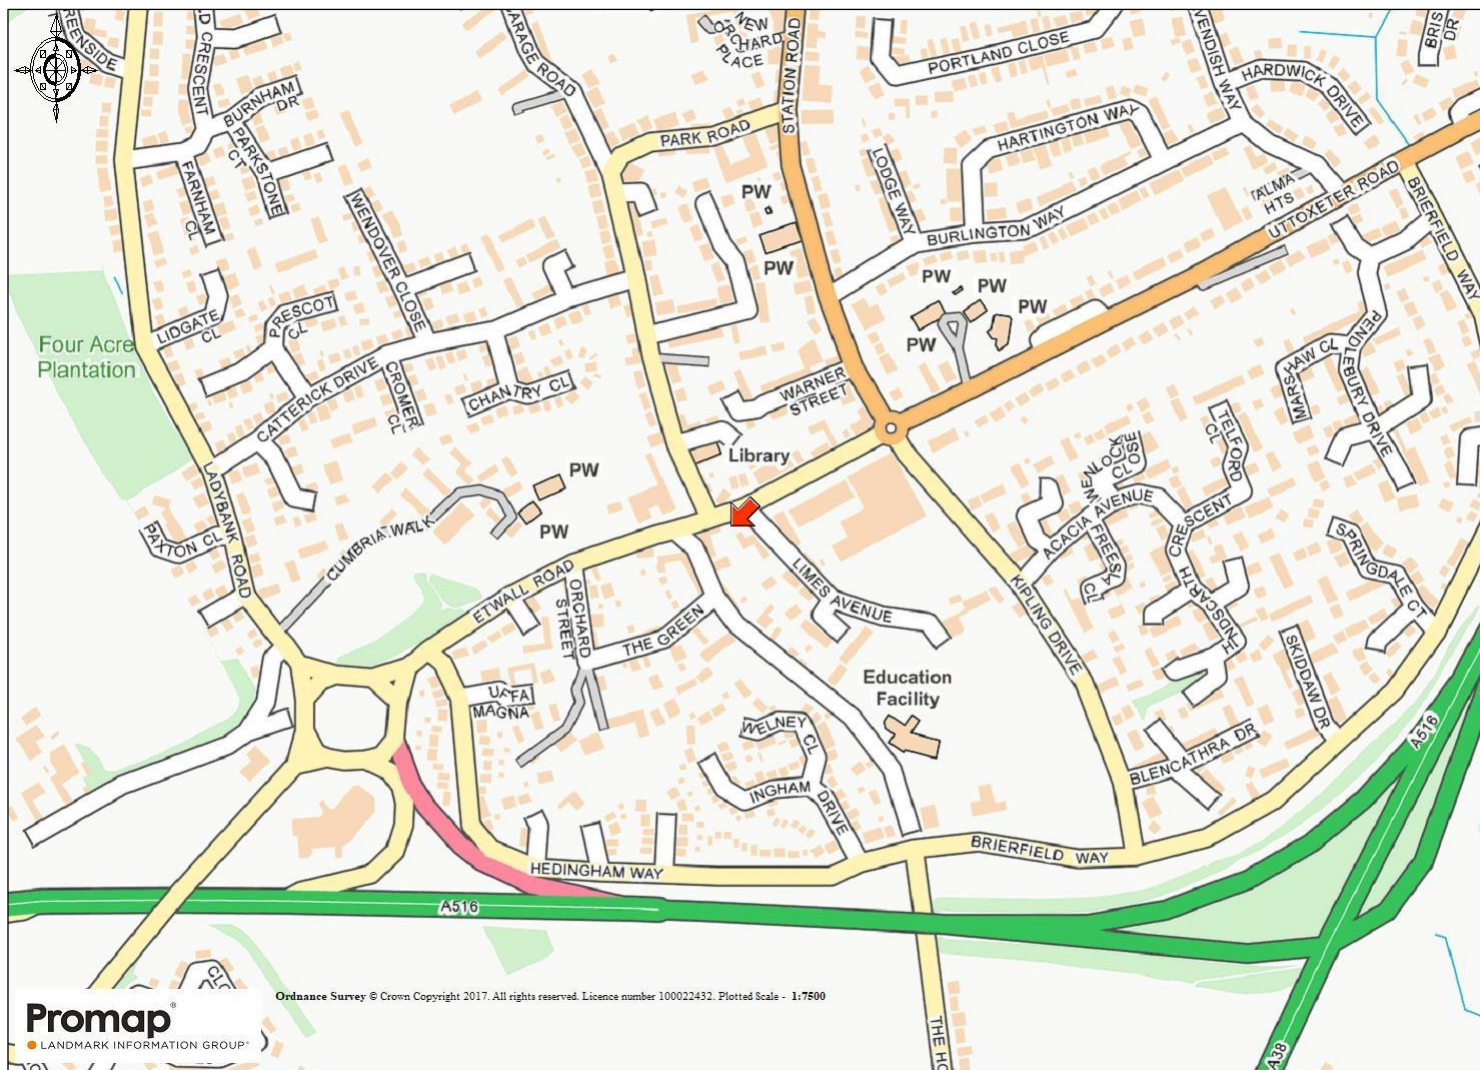 NEW
ORCHARD
PLACE
STATION ROAD
PORTLAND CLOSE
HARDWICK DRIVE
BURNHAM
DR
PARKSTONE
CT
FARNHAM
CL
PARK ROAD
HARTINGTON WAY
LODGE WAY
BURLINGTON WAY
TALMA
HTS
UTTOXETER ROAD
BRIERFIELD WAY
WENDOVER CLOSE
PW
PW
PW
PW
PW
PW
LIDGATE
CL
PRESCOT
CL
Four Acre
Plantation
CATTERICK DRIVE
CROMER
CL
CHANTRY CL
WARNER
STREET
MARSHAW CL
PENDLEBURY DRIVE
TELFORD
CL
WENLOCK
CLOSE
Library
LADYBANK ROAD
PW
PW
PAXTON CL
CUMBRIA WALK
ETWALL ROAD
ORCHARD
STREET
THE GREEN
LIMES AVENUE
KIPLING DRIVE
ACACIA AVENUE
FREESIA
CL
HINDSCARTH
CRESCENT
SPRINGDALE CT
SKIDDAW DR
BLENCATHRA DR
Education
Facility
MAGNA
WELNEY
CL
INGHAM
DRIVE
HEDINGHAM WAY
BRIERFIELD WAY
A516
A516
A38
Promap®
LANDMARK INFORMATION GROUP®
Ordnance Survey © Crown Copyright 2017. All rights reserved. Licence number 100022432. Plotted Scale - 1:7500